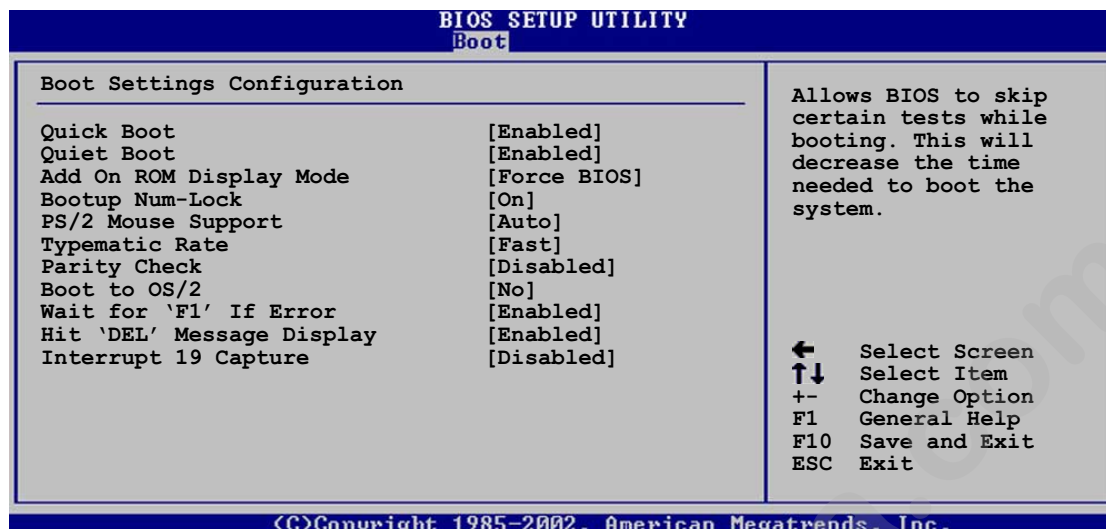 BIOS SETUP UTILITY
Boot
Boot Settings Configuration
Quick Boot [Enabled]
Quiet Boot [Enabled]
Add On ROM Display Mode [Force BIOS]
Bootup Num-Lock [On]
PS/2 Mouse Support [Auto]
Typematic Rate [Fast]
Parity Check [Disabled]
Boot to OS/2 [No]
Wait for ‘F1’ If Error [Enabled]
Hit ‘DEL’ Message Display [Enabled]
Interrupt 19 Capture [Disabled]
Allows BIOS to skip
certain tests while
booting. This will
decrease the time
needed to boot the
system.
← Select Screen
↑↓ Select Item
+- Change Option
F1 General Help
F10 Save and Exit
ESC Exit
(C)Copyright 1985-2002, American Megatrends, Inc.